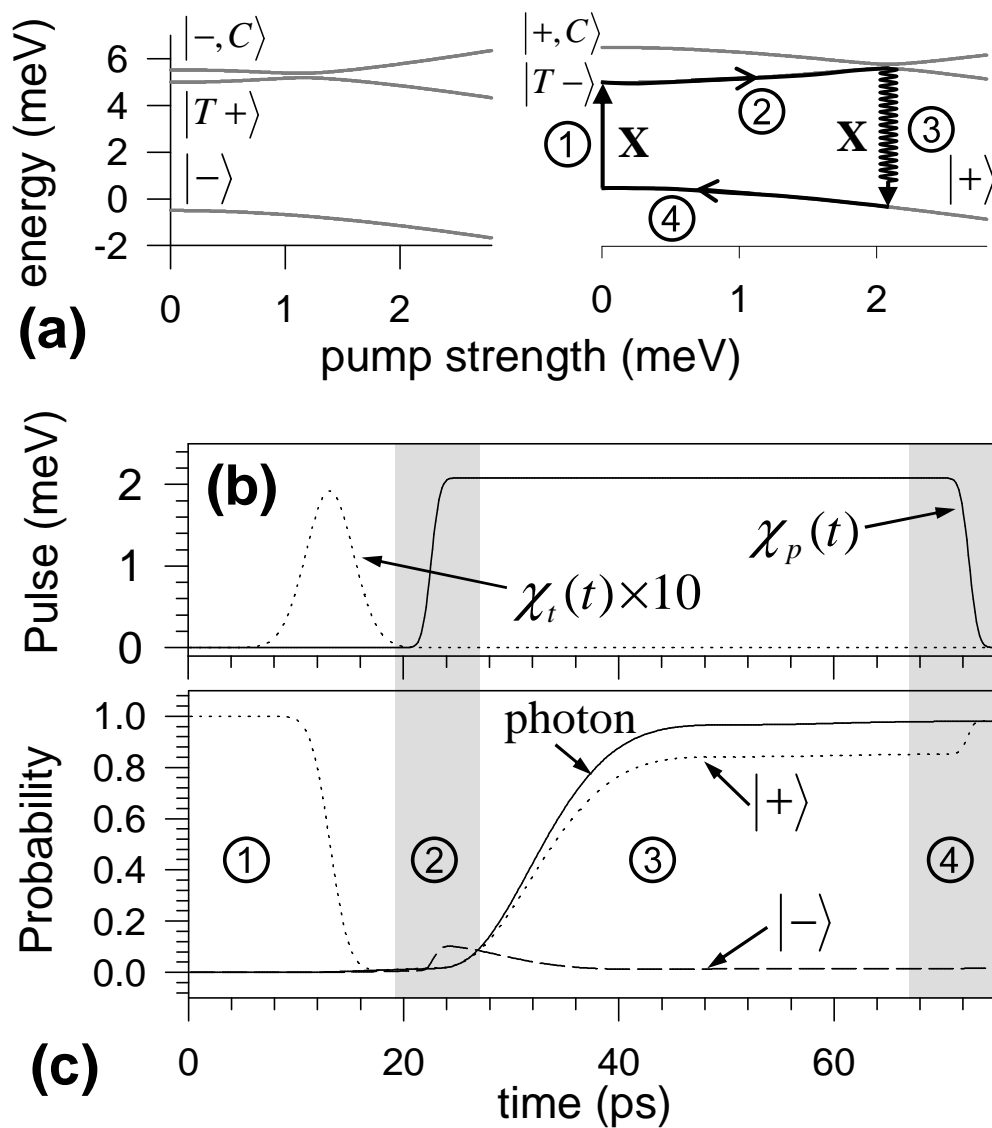 |−, C⟩
|T +⟩
|−⟩
energy (meV)
6
4
2
0
-2
0 1 2
|+, C⟩
|T −⟩
1 X
2
X 3
|+⟩
4
0 1 2
(a)
pump strength (meV)
(b)
Pulse (meV)
2
1
0
χt(t)×10
χp(t)
Probability
1.0
0.8
0.6
0.4
0.2
0.0
photon
|+⟩
|−⟩
1 2 3 4
0 20 40 60
(c)
time (ps)